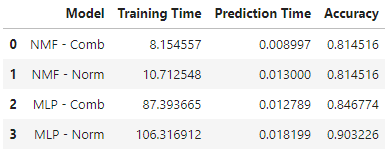 Model Training Time Prediction Time Accuracy
0 NMF - Comb 8.154557 0.008997 0.814516
1 NMF - Norm 10.712548 0.013000 0.814516
2 MLP - Comb 87.393665 0.012789 0.846774
3 MLP - Norm 106.316912 0.018199 0.903226